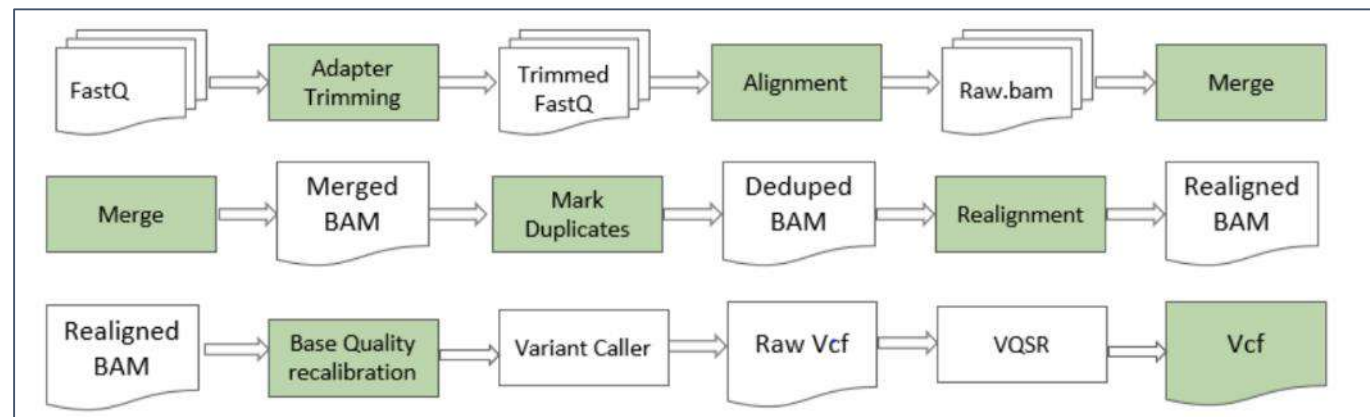 FastQ
Adapter
Trimming
Trimmed
FastQ
Alignment
Raw.bam
Merge
Merge
Merged
BAM
Mark
Duplicates
Deduped
BAM
Realignment
Realigned
BAM
Realigned
BAM
Base Quality
recalibration
Variant Caller
Raw Vcf
VQSR
Vcf